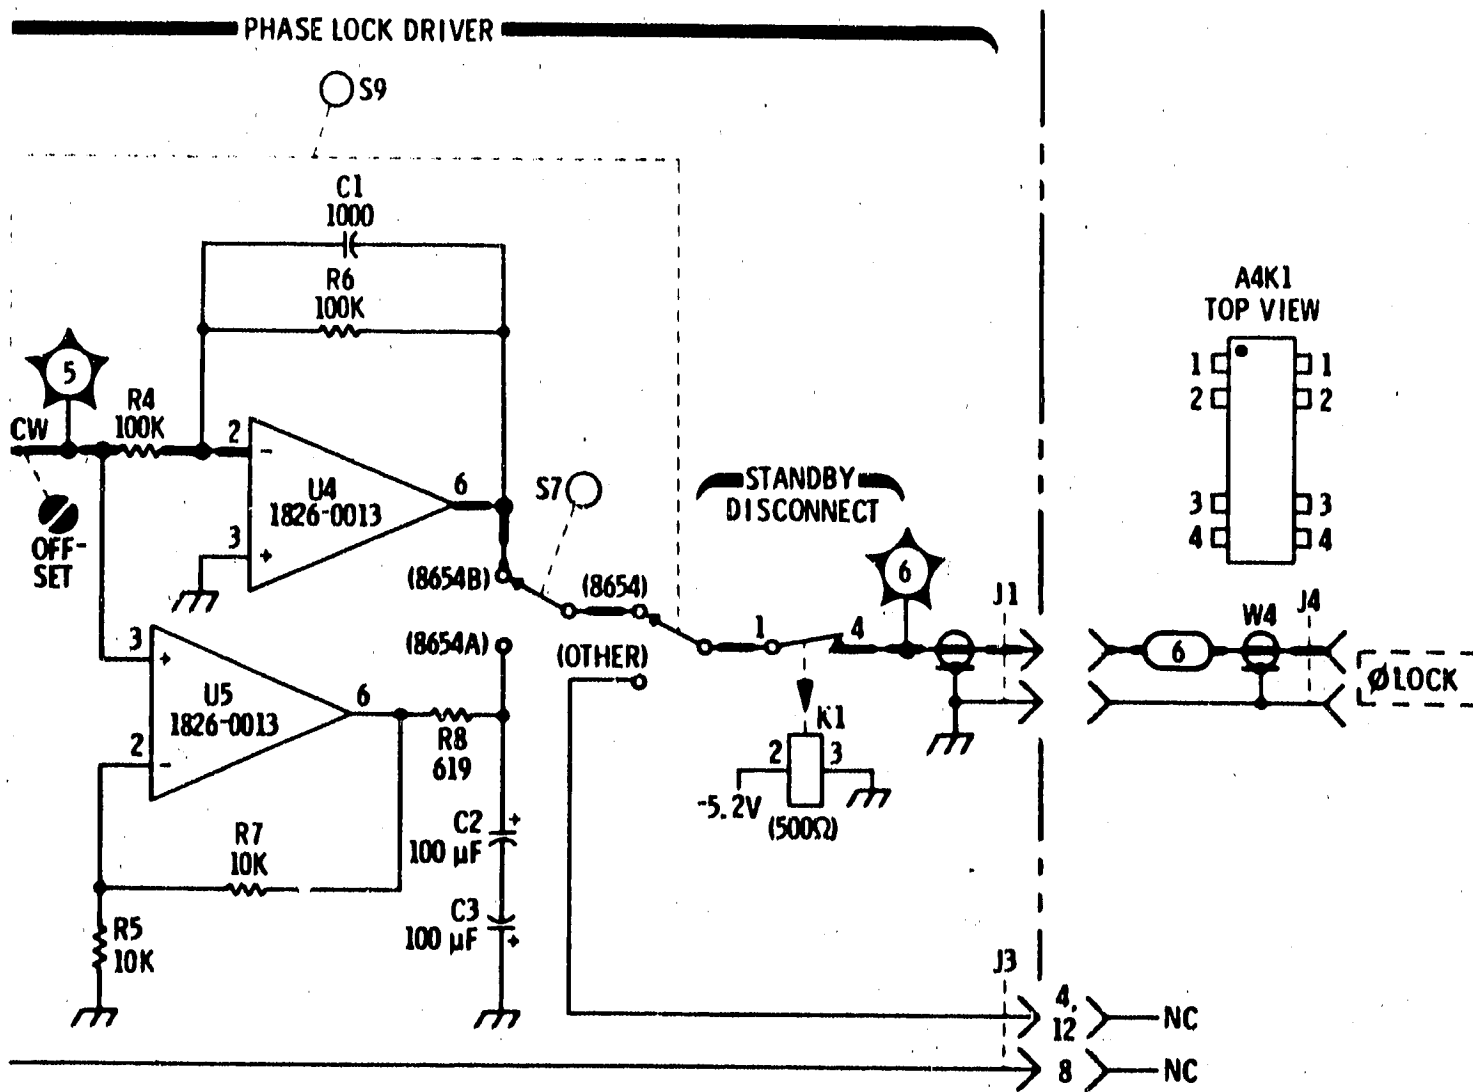 PHASE LOCK DRIVER
S9
C1
1000
R6
100K
A4K1
TOP VIEW
1 1
2 2
3 3
4 4
5
CW
R4
100K
2
-
U4
1826-0013
6
3
+
OFF-
SET
S7
STANDBY
DISCONNECT
(8654B)
(8654)
6
(8654A)
(OTHER)
1
4
J1
W4
J4
6
ØLOCK
3
+
U5
1826-0013
6
2
-
R8
619
K1
2
3
-5.2V
(500Ω)
C2
100 µF
+
R7
10K
C3
100 µF
+
R5
10K
J3
4,
12
NC
8
NC